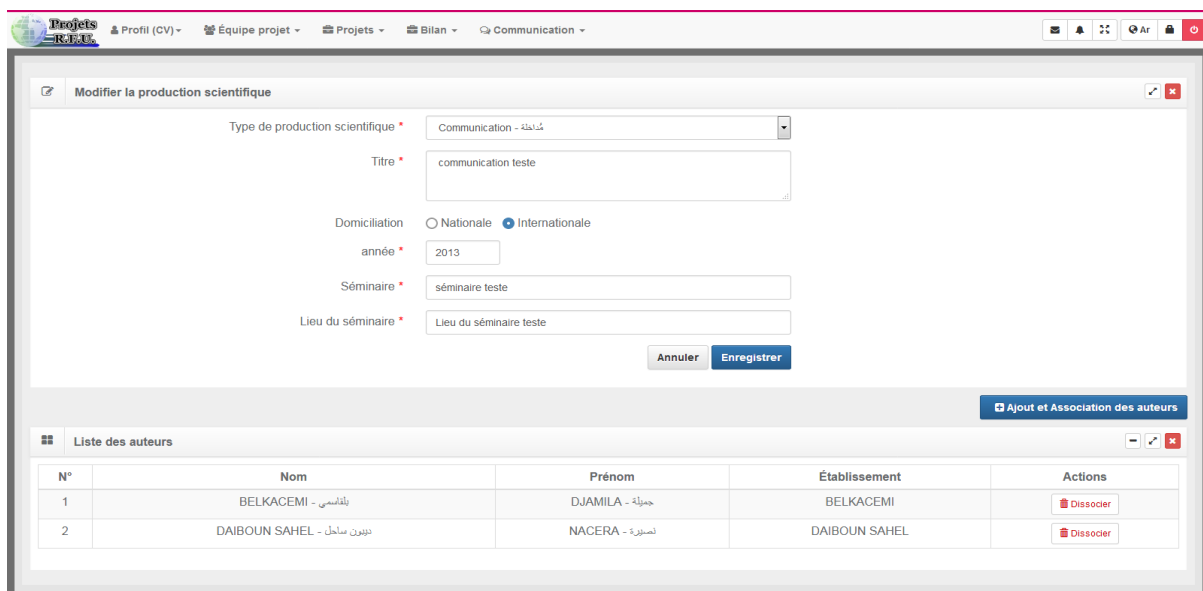 Projets
R.F.U.
Profil (CV) Équipe projet Projets Bilan Communication Ar
Modifier la production scientifique
Type de production scientifique * Communication - مُداخلة
Titre * communication teste
Domiciliation Nationale Internationale
année * 2013
Séminaire * séminaire teste
Lieu du séminaire * Lieu du séminaire teste
Annuler Enregistrer
Ajout et Association des auteurs
Liste des auteurs
N° Nom Prénom Établissement Actions
1 BELKACEMI - بلقاسمي DJAMILA - جميلة BELKACEMI Dissocier
2 DAIBOUN SAHEL - ديبون ساحل NACERA - نصيرة DAIBOUN SAHEL Dissocier